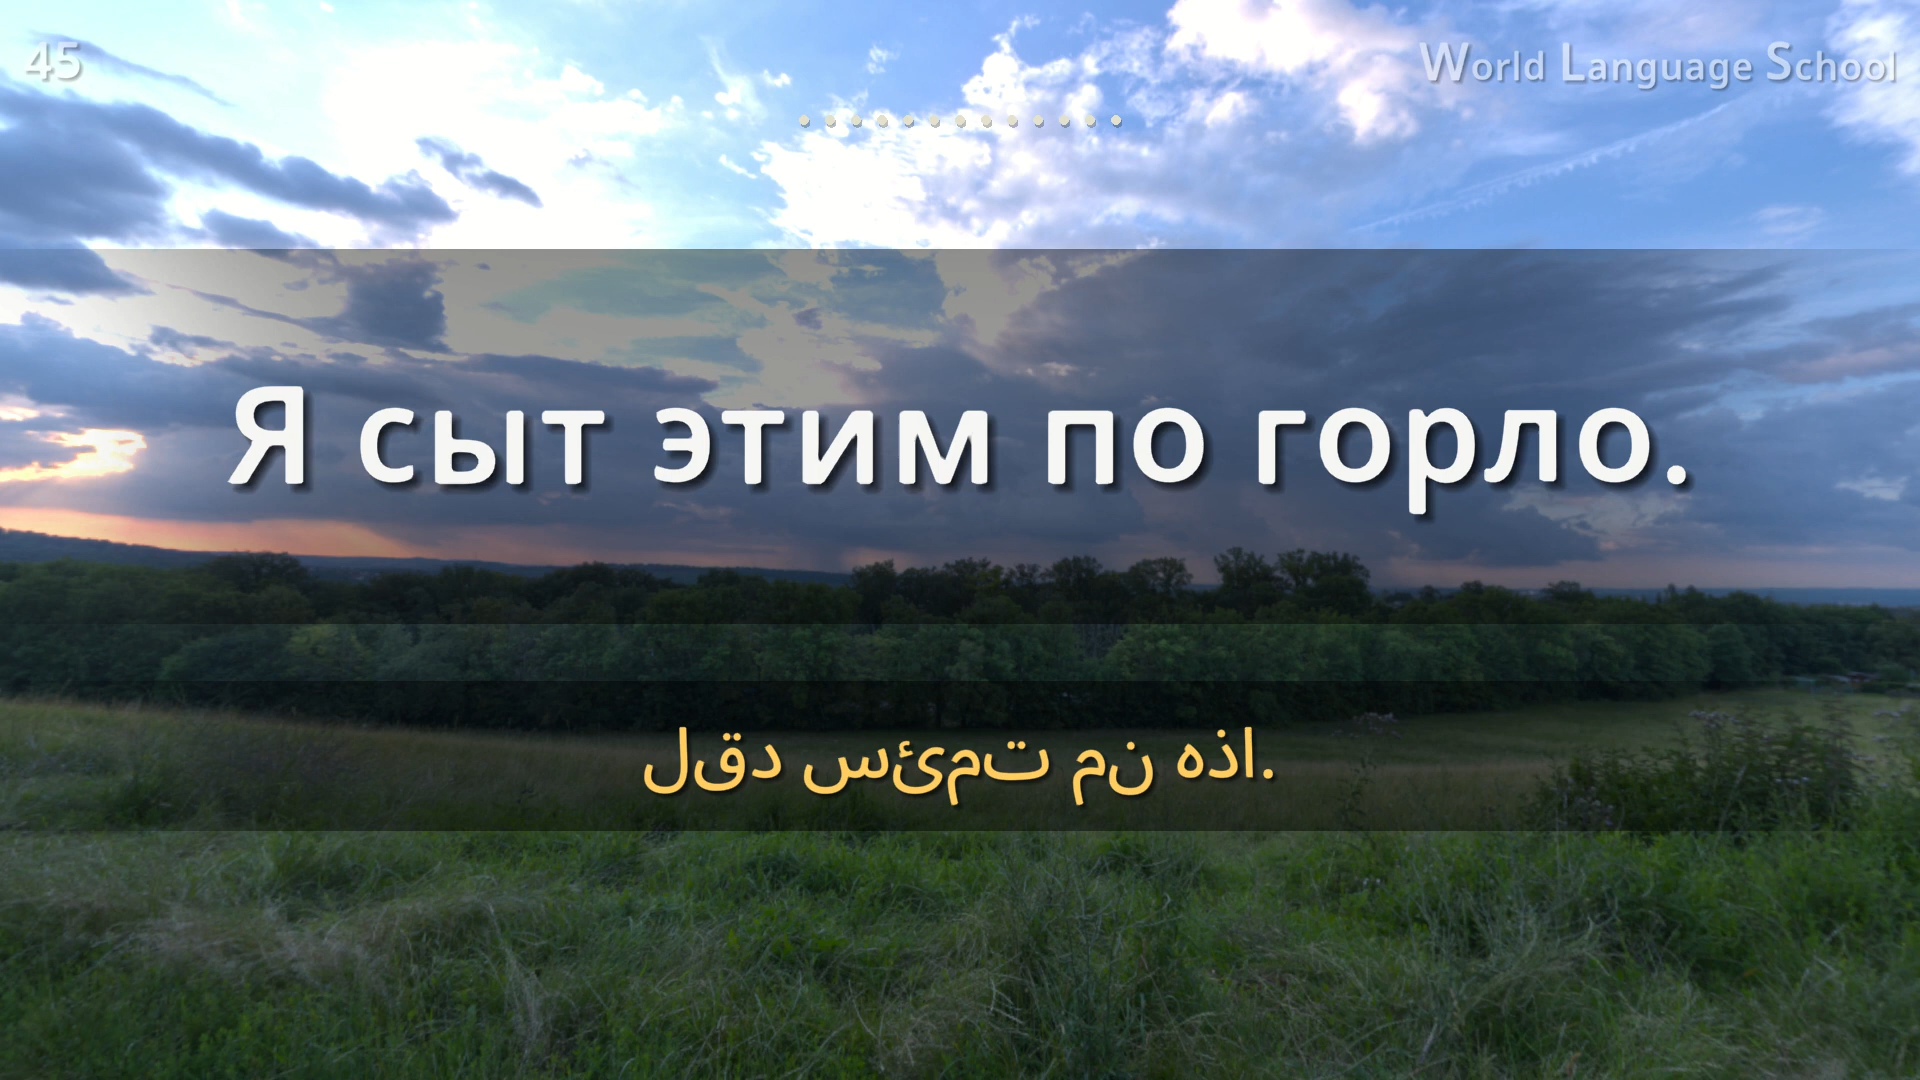 45
World Language School
Я сыт этим по горло.
لقد سئمت من هذا.